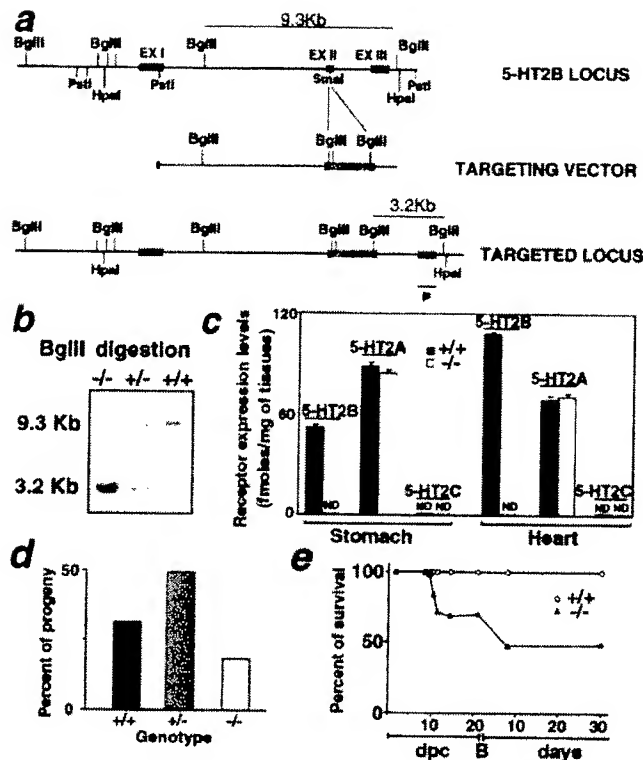 a
9.3Kb
BglII BglII EX I BglII EX II EX III BglII
PstI HpaI PstI SmaI HpaI PstI
5-HT2B LOCUS
BglII BglII BglII
TARGETING VECTOR
3.2Kb
BglII BglII BglII BglII BglII BglII
HpaI HpaI
TARGETED LOCUS
P
b
BglII digestion
-/- +/- +/+
9.3 Kb
3.2 Kb
c
Receptor expression levels
(fmoles/mg of tissues)
120
60
0
5-HT2B 5-HT2A 5-HT2C 5-HT2B 5-HT2A 5-HT2C
+/+
-/-
ND ND ND ND ND ND
Stomach Heart
d
Percent of progeny
50
0
+/+ +/- -/-
Genotype
e
Percent of survival
100
50
0
+/+
-/-
10 20 10 20 30
dpc B days